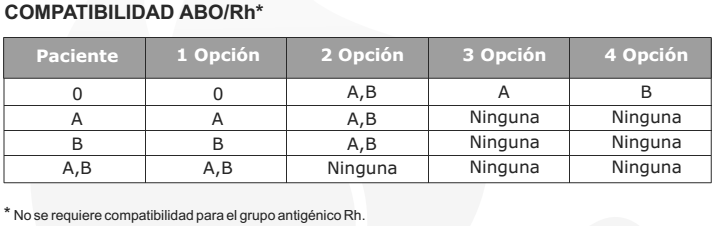 COMPATIBILIDAD ABO/Rh*
Paciente 1 Opción 2 Opción 3 Opción 4 Opción
0 0 A,B A B
A A A,B Ninguna Ninguna
B B A,B Ninguna Ninguna
A,B A,B Ninguna Ninguna Ninguna
* No se requiere compatibilidad para el grupo antigénico Rh.